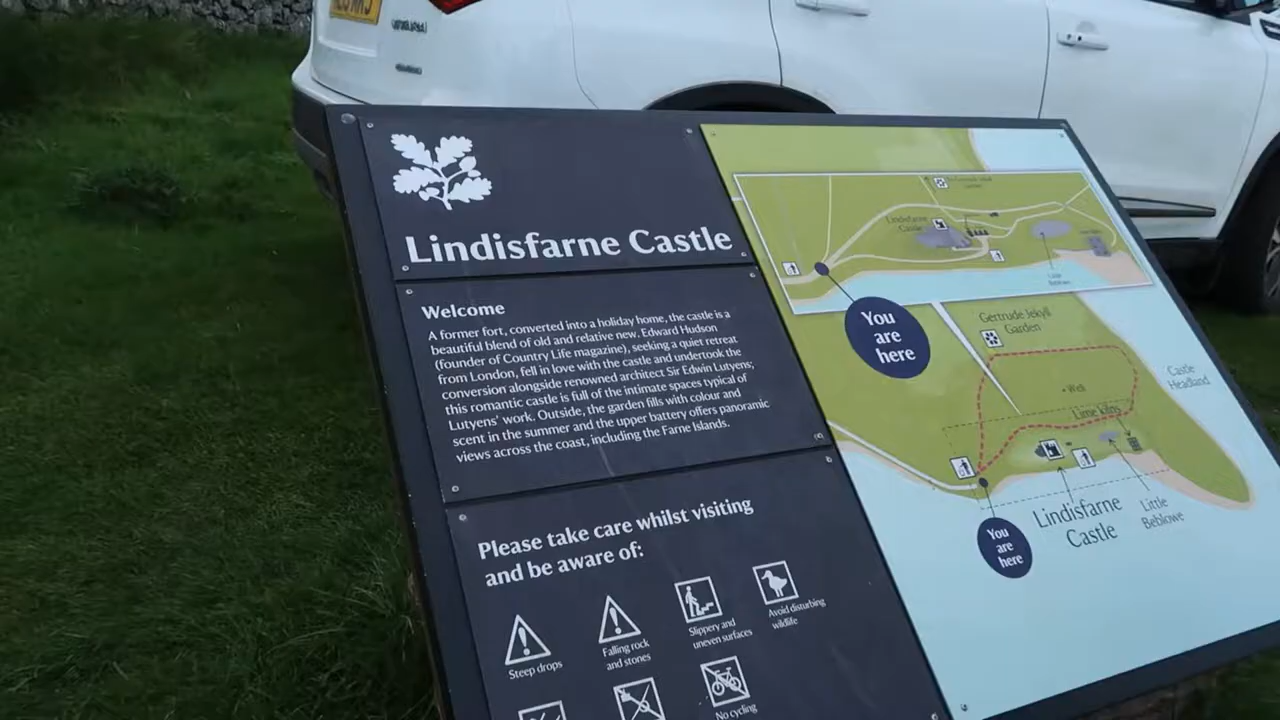 Lindisfarne Castle
Welcome
A former fort, converted into a holiday home, the castle is a
beautiful blend of old and relative new. Edward Hudson
(founder of Country Life magazine), seeking a quiet retreat
from London, fell in love with the castle and undertook the
conversion alongside renowned architect Sir Edwin Lutyens;
this romantic castle is full of the intimate spaces typical of
Lutyens' work. Outside, the garden fills with colour and
scent in the summer and the upper battery offers panoramic
views across the coast, including the Farne Islands.
Please take care whilst visiting
and be aware of:
Steep drops
Falling rock
and stones
Slippery and
uneven surfaces
Avoid disturbing
wildlife
No cycling
Lindisfarne
Castle
You
are
here
Gertrude Jekyll
Garden
Castle
Headland
Well
Lime kilns
Lindisfarne
Castle
Little
Beblowe
You
are
here